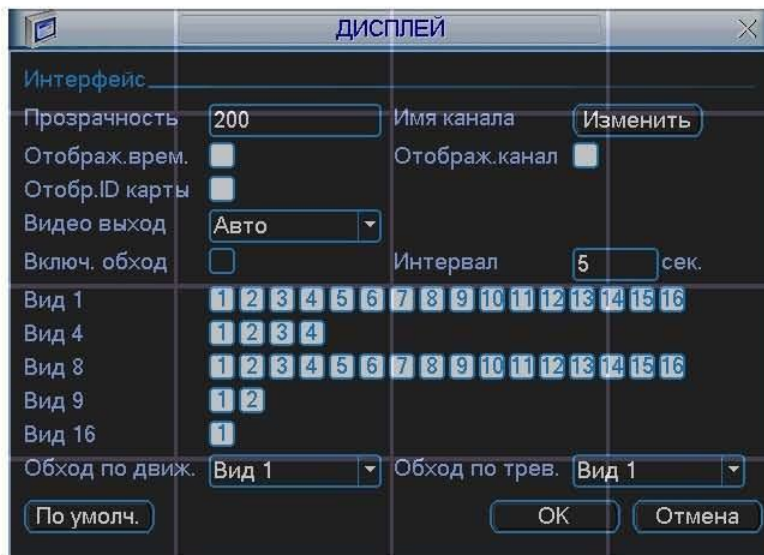 ДИСПЛЕЙ
Интерфейс
Прозрачность 200 Имя канала Изменить
Отображ.врем. Отображ.канал
Отобр.ID карты
Видео выход Авто
Включ. обход Интервал 5 сек.
Вид 1 1 2 3 4 5 6 7 8 9 10 11 12 13 14 15 16
Вид 4 1 2 3 4
Вид 8 1 2 3 4 5 6 7 8 9 10 11 12 13 14 15 16
Вид 9 1 2
Вид 16 1
Обход по движ. Вид 1 Обход по трев. Вид 1
По умолч. OK Отмена